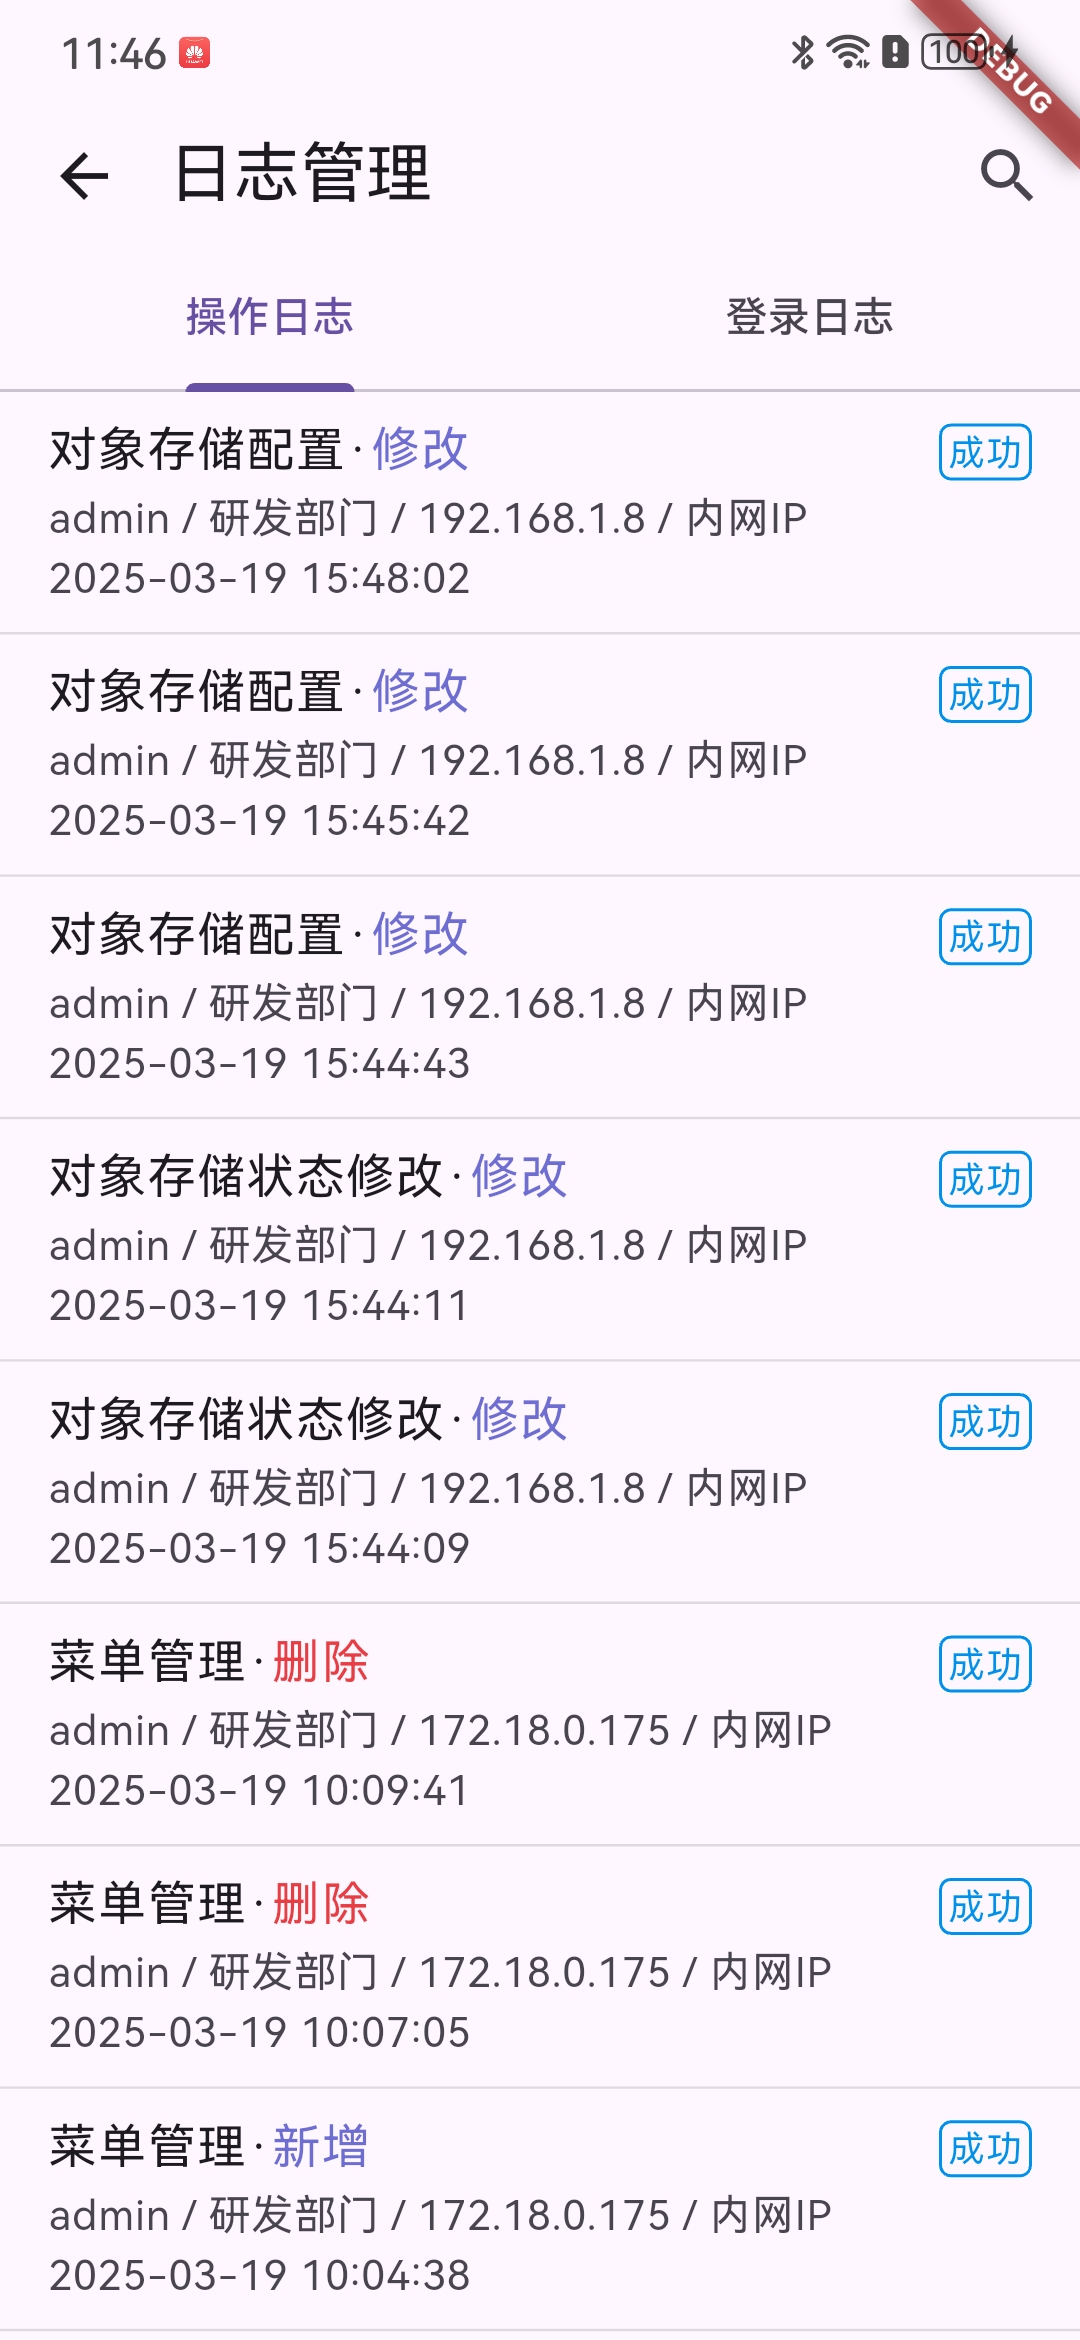 11:46
100
DEBUG
日志管理
操作日志
登录日志
对象存储配置·修改
成功
admin / 研发部门 / 192.168.1.8 / 内网IP
2025-03-19 15:48:02
对象存储配置·修改
成功
admin / 研发部门 / 192.168.1.8 / 内网IP
2025-03-19 15:45:42
对象存储配置·修改
成功
admin / 研发部门 / 192.168.1.8 / 内网IP
2025-03-19 15:44:43
对象存储状态修改·修改
成功
admin / 研发部门 / 192.168.1.8 / 内网IP
2025-03-19 15:44:11
对象存储状态修改·修改
成功
admin / 研发部门 / 192.168.1.8 / 内网IP
2025-03-19 15:44:09
菜单管理·删除
成功
admin / 研发部门 / 172.18.0.175 / 内网IP
2025-03-19 10:09:41
菜单管理·删除
成功
admin / 研发部门 / 172.18.0.175 / 内网IP
2025-03-19 10:07:05
菜单管理·新增
成功
admin / 研发部门 / 172.18.0.175 / 内网IP
2025-03-19 10:04:38